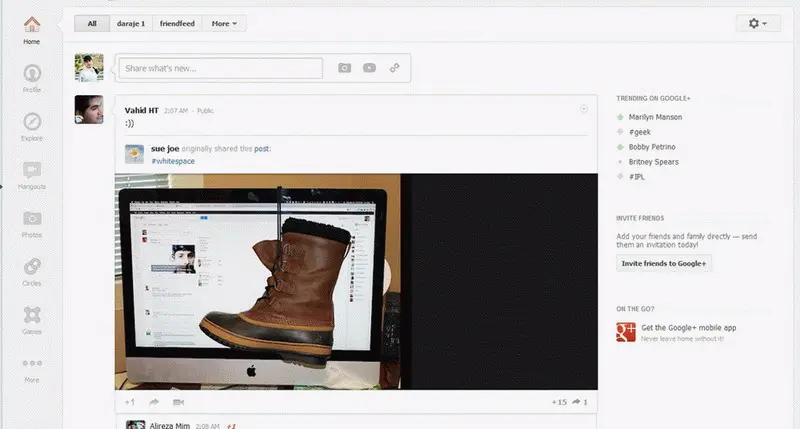 All
daraje 1
friendfeed
More
Home
Profile
Explore
Hangouts
Photos
Circles
Games
More
Share what's new...
Vahid HT 2:07 AM - Public
:))
sue joe originally shared this post:
#whitespace
+1
+15
1
Alireza Mim 2:08 AM +1
TRENDING ON GOOGLE+
Marilyn Manson
#geek
Bobby Petrino
Britney Spears
#IPL
INVITE FRIENDS
Add your friends and family directly — send
them an invitation today!
Invite friends to Google+
ON THE GO?
g+
Get the Google+ mobile app
Never leave home without it!